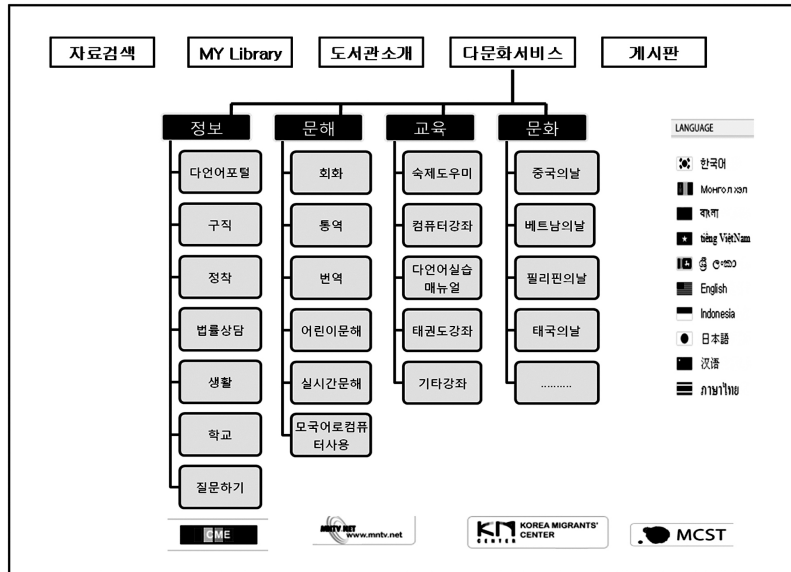 자료검색
MY Library
도서관소개
다문화서비스
게시판
정보
다언어포털
구직
정착
법률상담
생활
학교
질문하기
문해
회화
통역
번역
어린이문해
실시간문해
모국어로컴퓨
터사용
교육
숙제도우미
컴퓨터강좌
다언어실습
매뉴얼
태권도강좌
기타강좌
문화
중국의날
베트남의날
필리핀의날
태국의날
..........
LANGUAGE
한국어
Монгол хэл
বাংলা
tiếng ViệtNam
ශ්‍රී ලංකා
English
Indonesia
日本語
汉语
ภาษาไทย
CME
MNTV NET
www.mntv.net
KM
CENTER
KOREA MIGRANTS'
CENTER
MCST